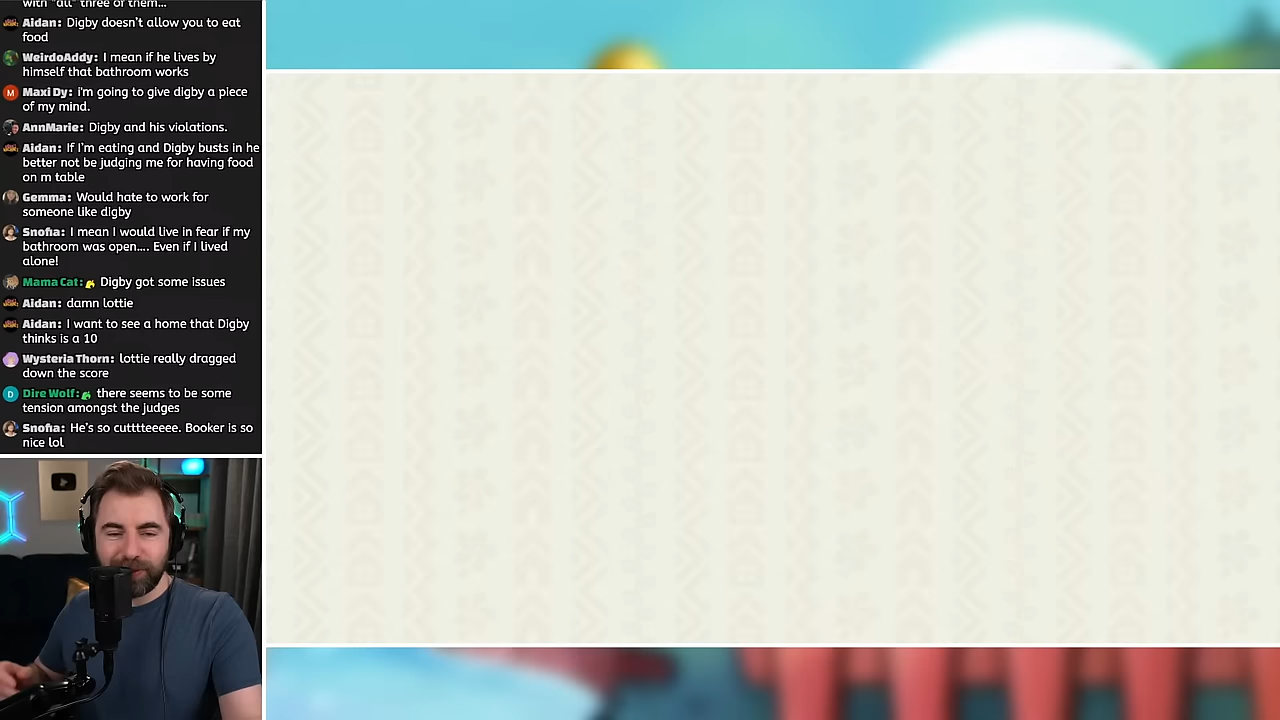 with "all" three of them...
Aidan: Digby doesn't allow you to eat
food
WeirdoAddy: I mean if he lives by
himself that bathroom works
Maxi Dy: i'm going to give digby a piece
of my mind.
AnnMarie: Digby and his violations.
Aidan: If I'm eating and Digby busts in he
better not be judging me for having food
on m table
Gemma: Would hate to work for
someone like digby
Snofia: I mean I would live in fear if my
bathroom was open.... Even if I lived
alone!
Mama Cat: Digby got some issues
Aidan: damn lottie
Aidan: I want to see a home that Digby
thinks is a 10
Wysteria Thorn: lottie really dragged
down the score
Dire Wolf: there seems to be some
tension amongst the judges
Snofia: He's so cutttteeeee. Booker is so
nice lol